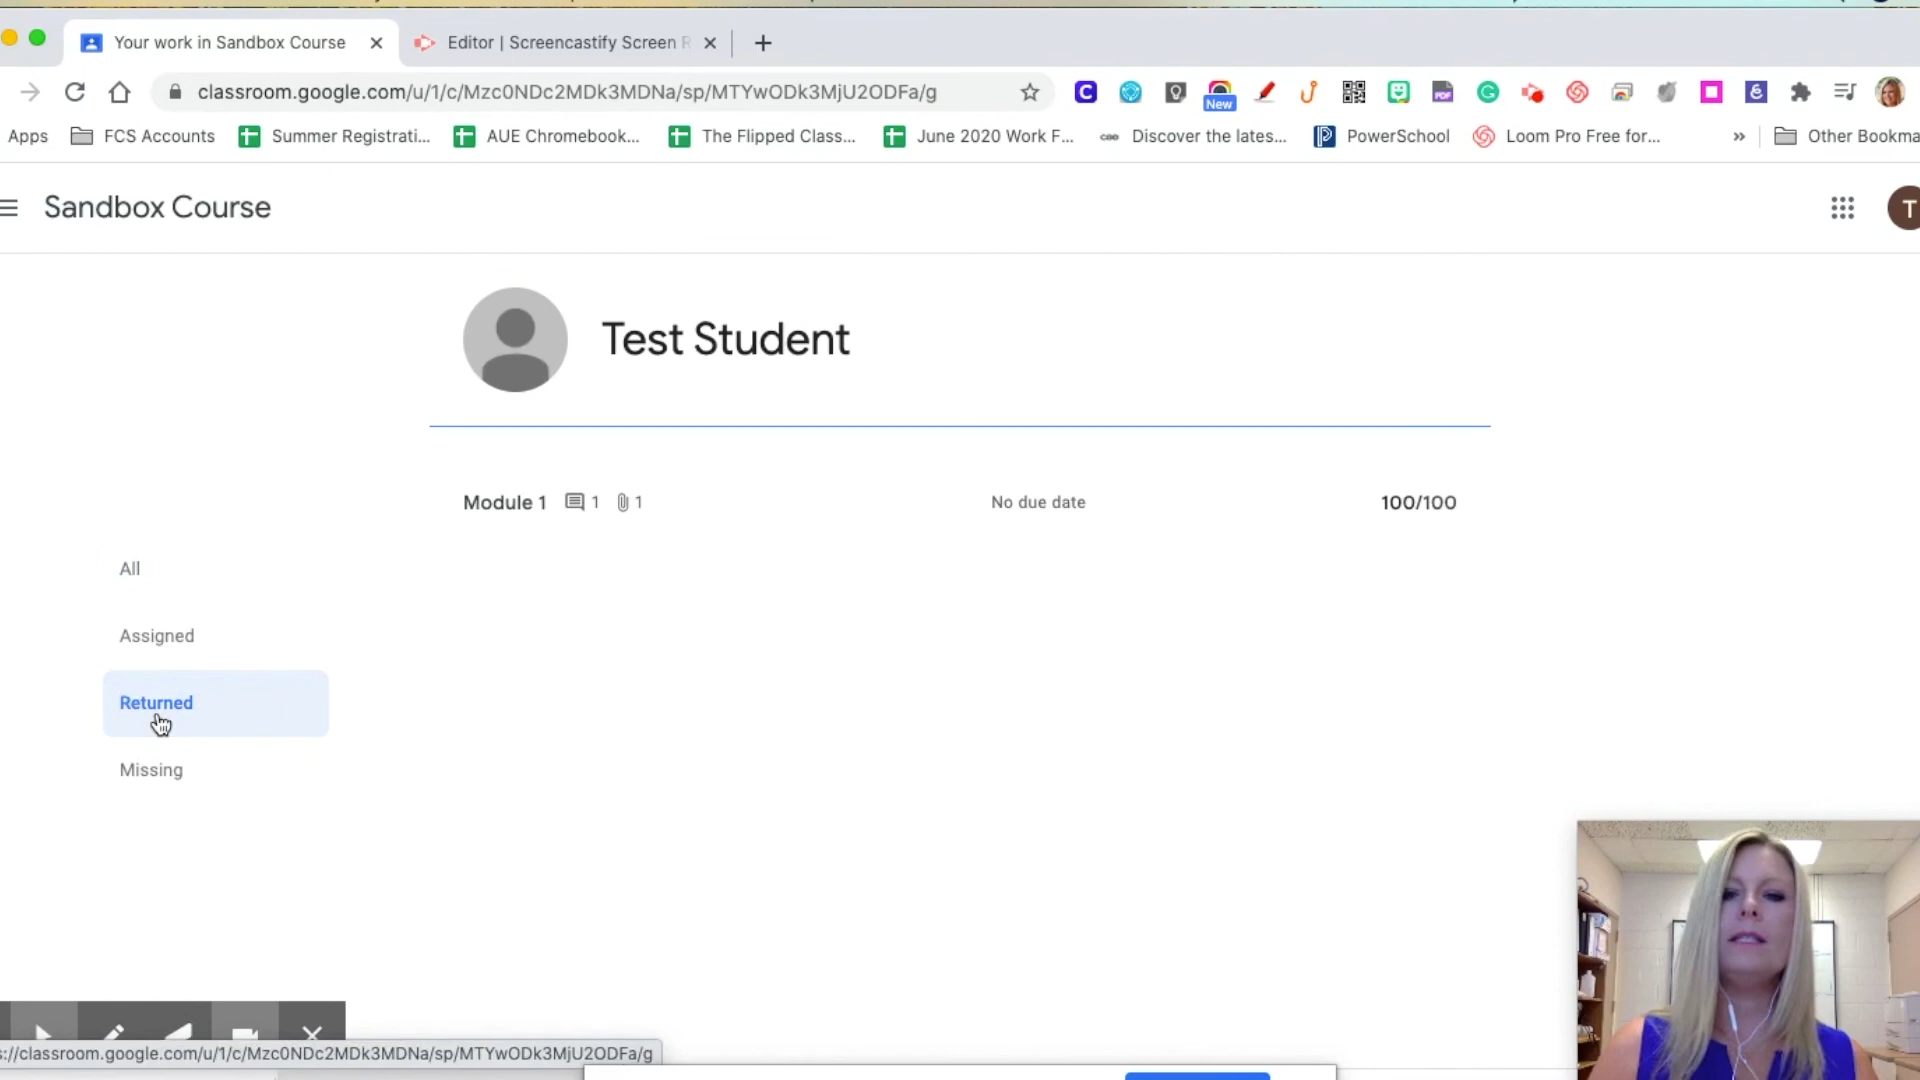 Your work in Sandbox Course
Editor | Screencastify Screen R
classroom.google.com/u/1/c/Mzc0NDc2MDk3MDNa/sp/MTYwODk3MjU2ODFa/g
New
PDF
Apps
FCS Accounts
Summer Registrati...
AUE Chromebook...
The Flipped Class...
June 2020 Work F...
Discover the lates...
PowerSchool
Loom Pro Free for...
»
Other Bookma
Sandbox Course
T
Test Student
Module 1 1 1 No due date 100/100
All
Assigned
Returned
Missing
s://classroom.google.com/u/1/c/Mzc0NDc2MDk3MDNa/sp/MTYwODk3MjU2ODFa/g